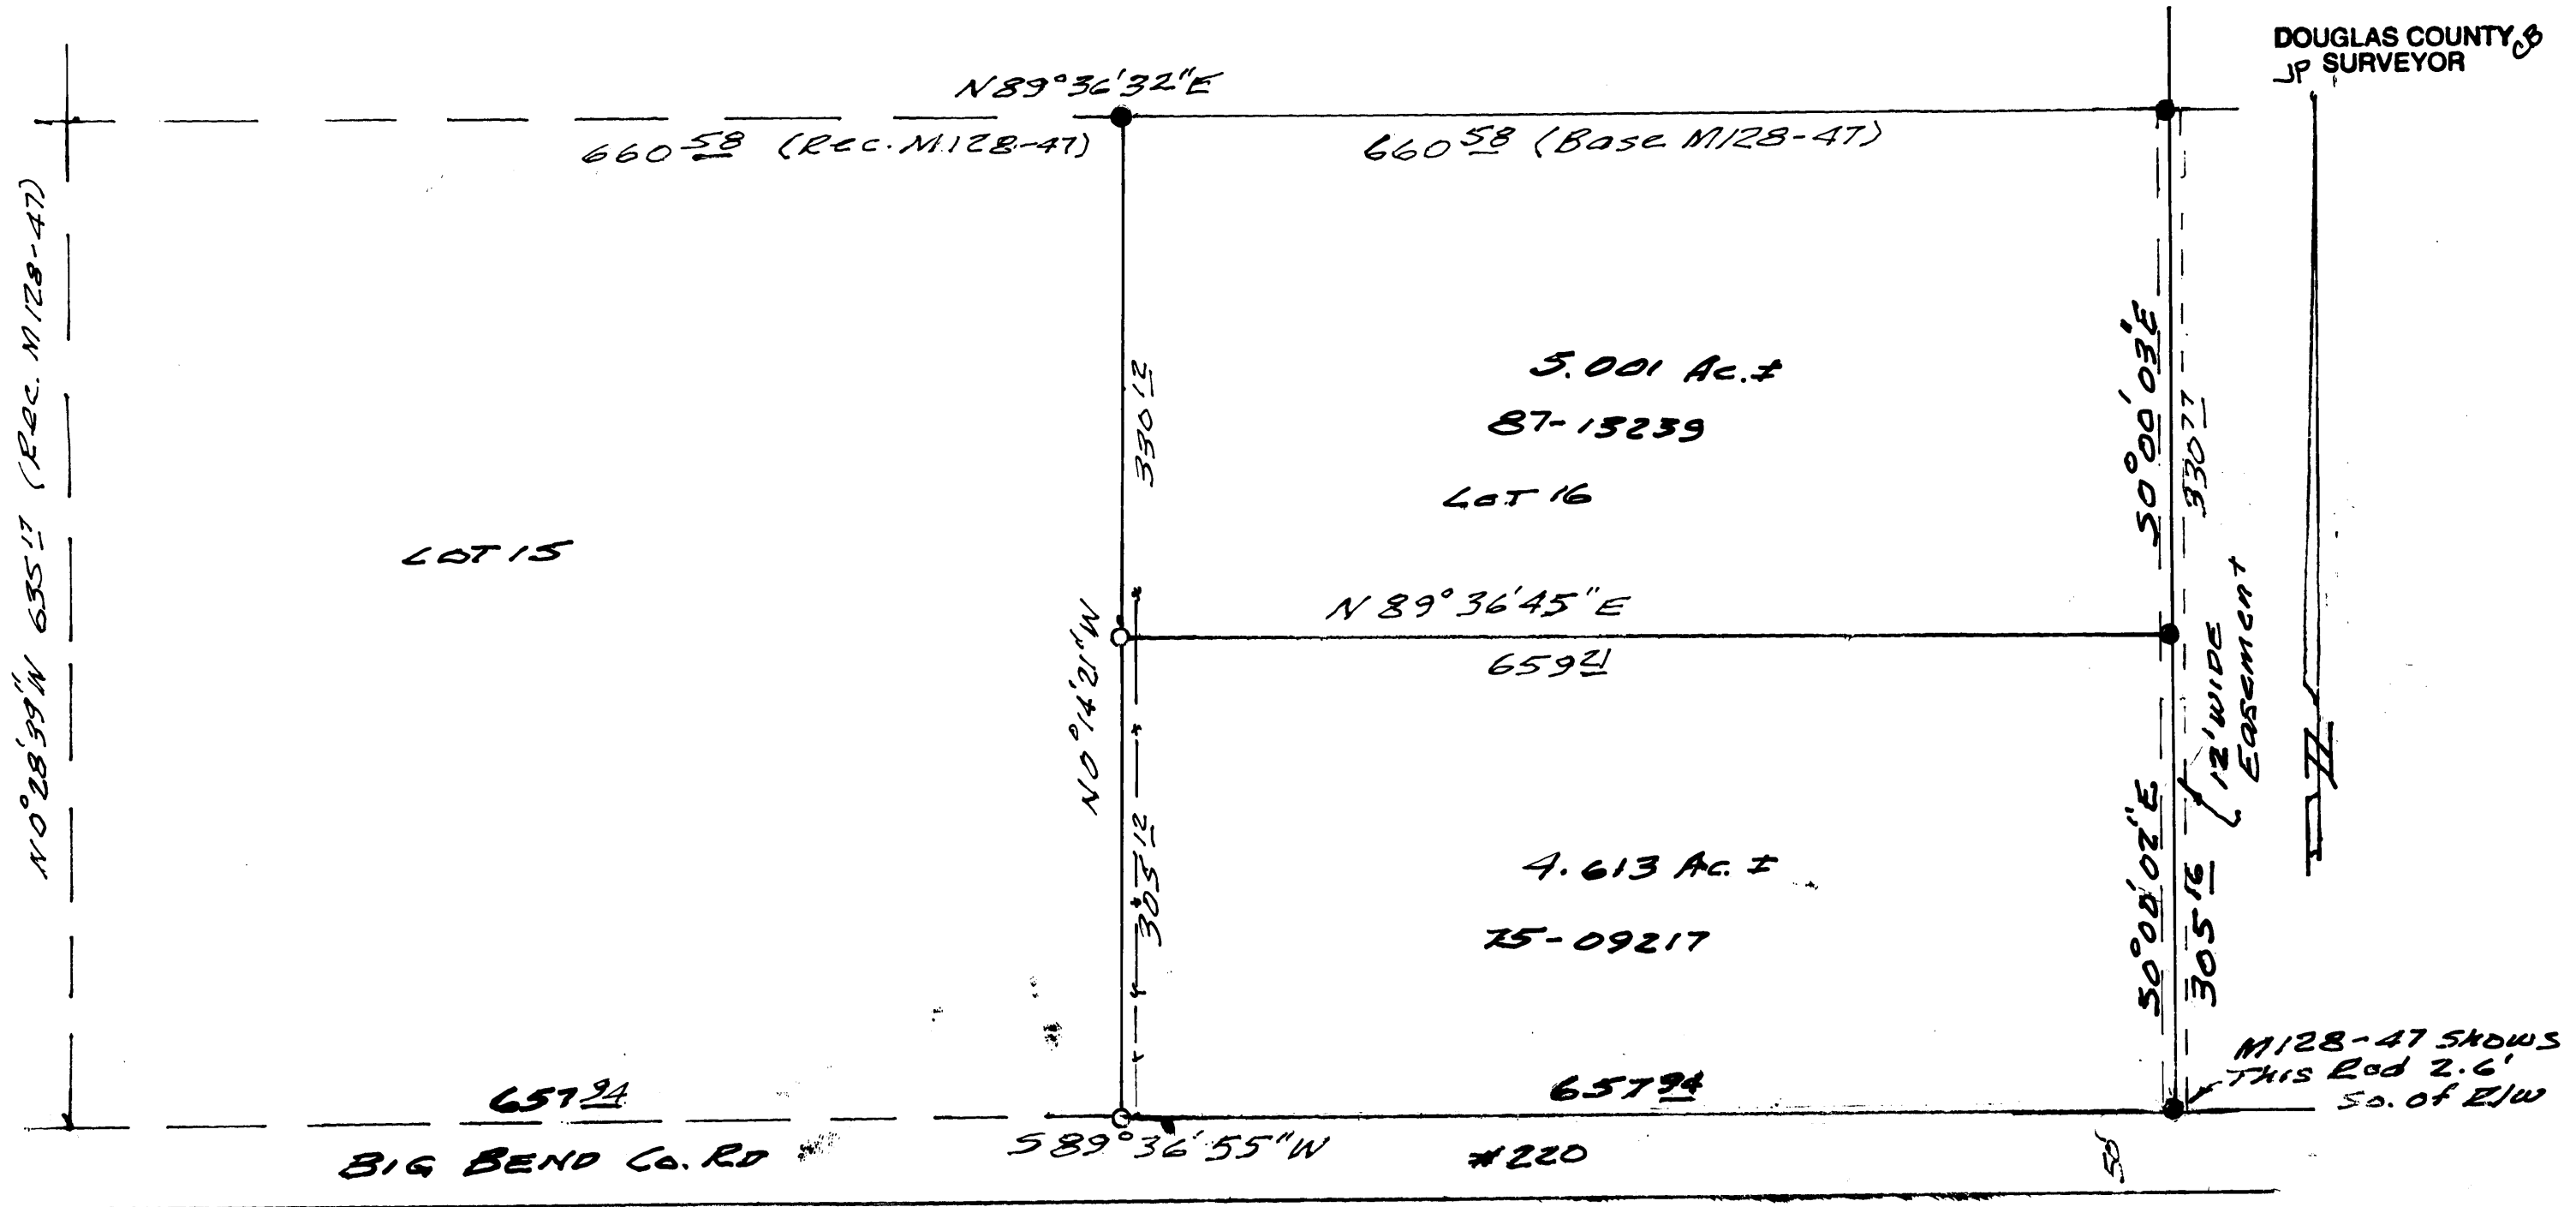 DOUGLAS COUNTY CB
JP SURVEYOR
N89°36'32"E
660 58 (Rec. M128-47)
660 58 (Base M128-47)
N0°28'39"W 635 17 (Rec. M128-47)
330 12
5.001 Ac.±
87-13239
LOT 16
S0°00'03"E
330 77
LOT 15
N 89° 36'45"E
659 21
12' WIDE
Easement
N0°14'21"W
305 12
4.613 Ac. ±
75-09217
S0°00'02"E
305 16
M128-47 Shows
This Rod 2.6'
So. of R/W
657 94
657 94
S89°36'55"W
BIG BEND Co. RD
#220
50'